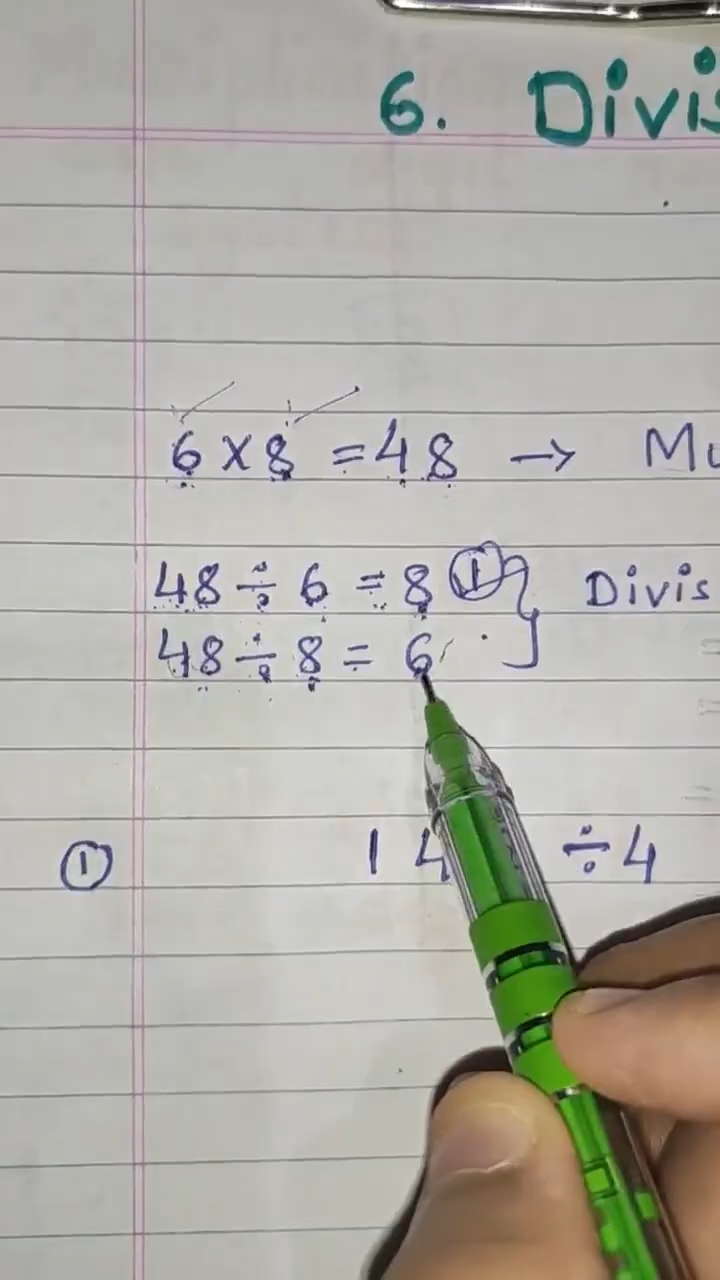 6. Divis
6 x 8 = 48 → Mu
48 ÷ 6 = 8 ① Divis
48 ÷ 8 = 6
① 14 ÷ 4